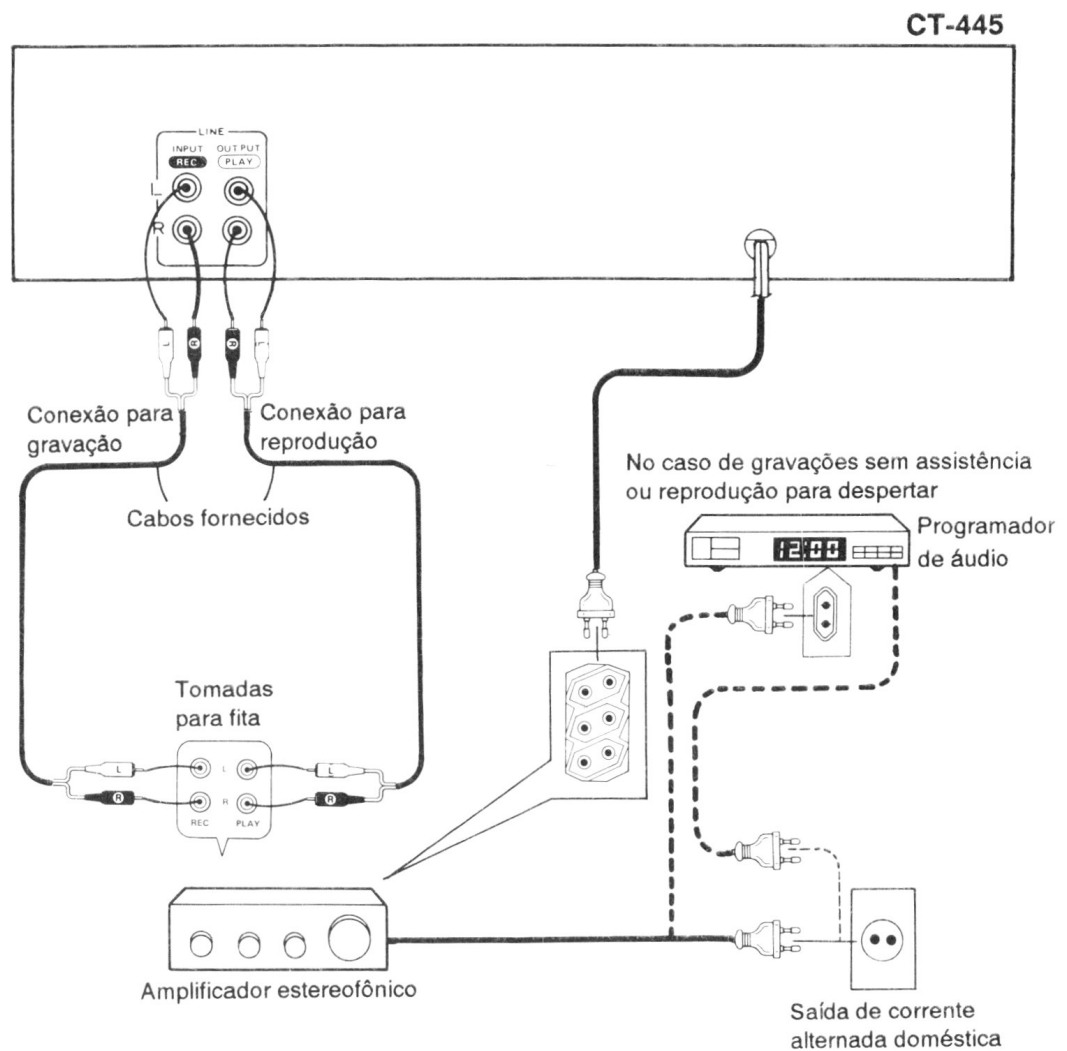 CT-445
LINE
INPUT OUTPUT
REC PLAY
L
R
L R R L
Conexão para
gravação
Conexão para
reprodução
Cabos fornecidos
No caso de gravações sem assistência
ou reprodução para despertar
12:00
Programador
de áudio
Tomadas
para fita
L L L
R R R
REC PLAY
Amplificador estereofônico
Saída de corrente
alternada doméstica